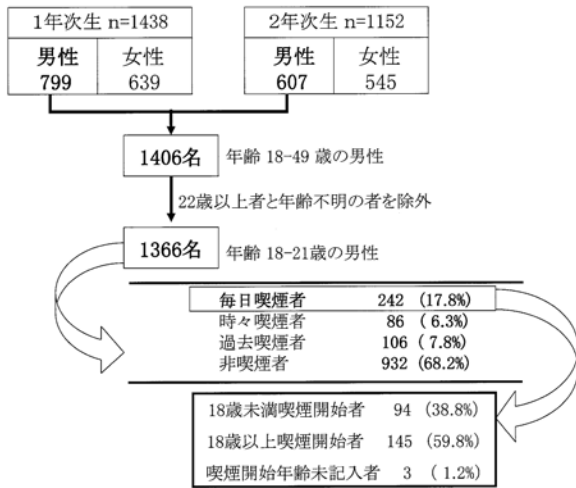 1年次生 n=1438
2年次生 n=1152
男性 女性
799 639
男性 女性
607 545
1406名 年齢 18-49 歳の男性
22歳以上者と年齢不明の者を除外
1366名 年齢 18-21歳の男性
毎日喫煙者 242 (17.8%)
時々喫煙者 86 ( 6.3%)
過去喫煙者 106 ( 7.8%)
非喫煙者 932 (68.2%)
18歳未満喫煙開始者 94 (38.8%)
18歳以上喫煙開始者 145 (59.8%)
喫煙開始年齢未記入者 3 ( 1.2%)